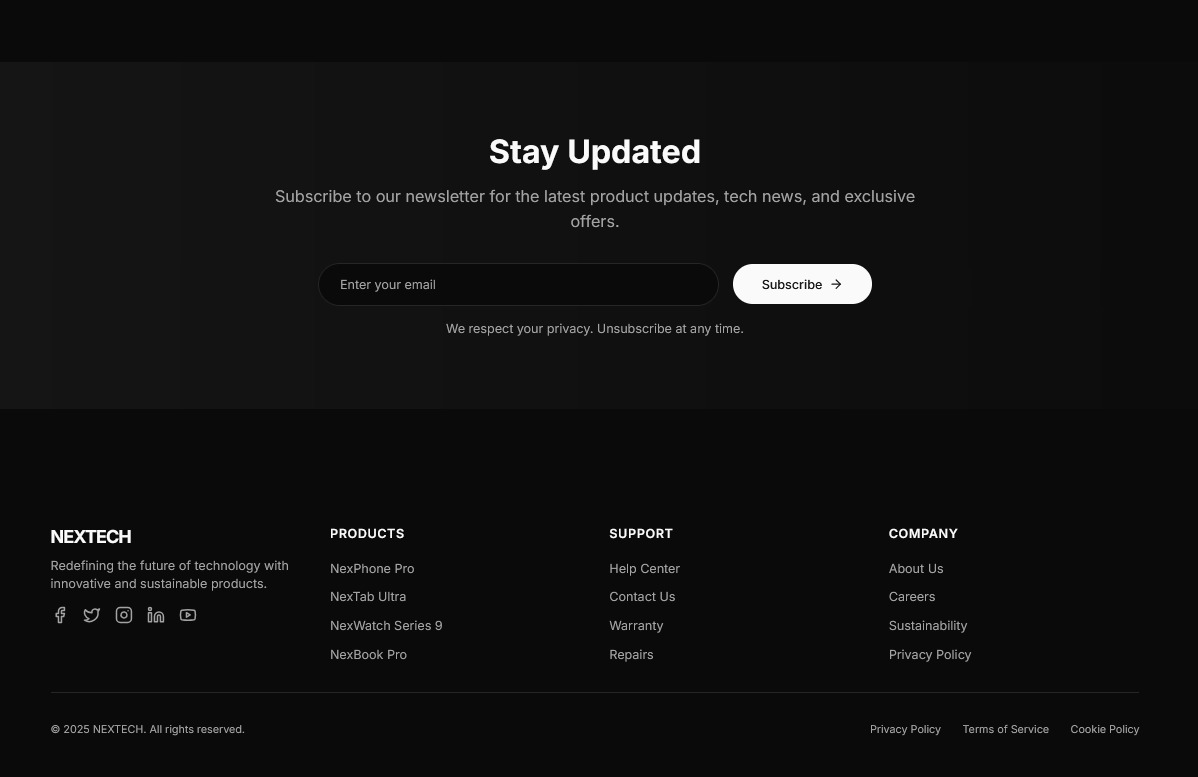 Stay Updated
Subscribe to our newsletter for the latest product updates, tech news, and exclusive
offers.
Enter your email
Subscribe
We respect your privacy. Unsubscribe at any time.
NEXTECH
Redefining the future of technology with
innovative and sustainable products.
PRODUCTS
NexPhone Pro
NexTab Ultra
NexWatch Series 9
NexBook Pro
SUPPORT
Help Center
Contact Us
Warranty
Repairs
COMPANY
About Us
Careers
Sustainability
Privacy Policy
© 2025 NEXTECH. All rights reserved.
Privacy Policy
Terms of Service
Cookie Policy